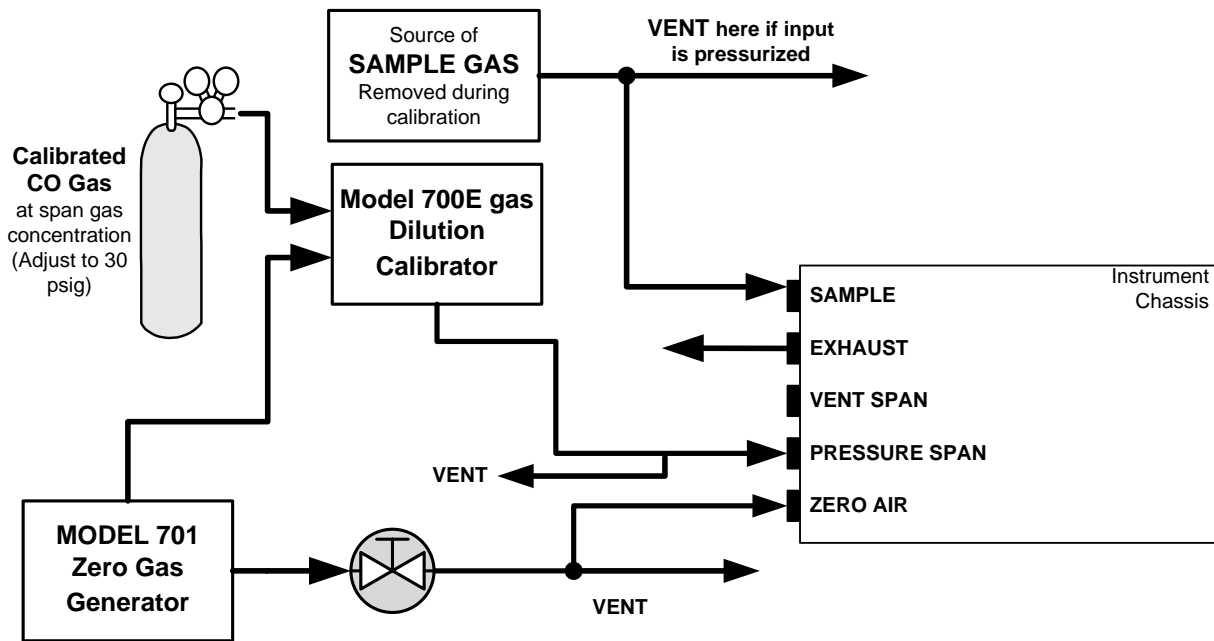 Source of
SAMPLE GAS
Removed during
calibration
VENT here if input
is pressurized
Calibrated
CO Gas
at span gas
concentration
(Adjust to 30
psig)
Model 700E gas
Dilution
Calibrator
Instrument
Chassis
SAMPLE
EXHAUST
VENT SPAN
PRESSURE SPAN
ZERO AIR
VENT
MODEL 701
Zero Gas
Generator
VENT